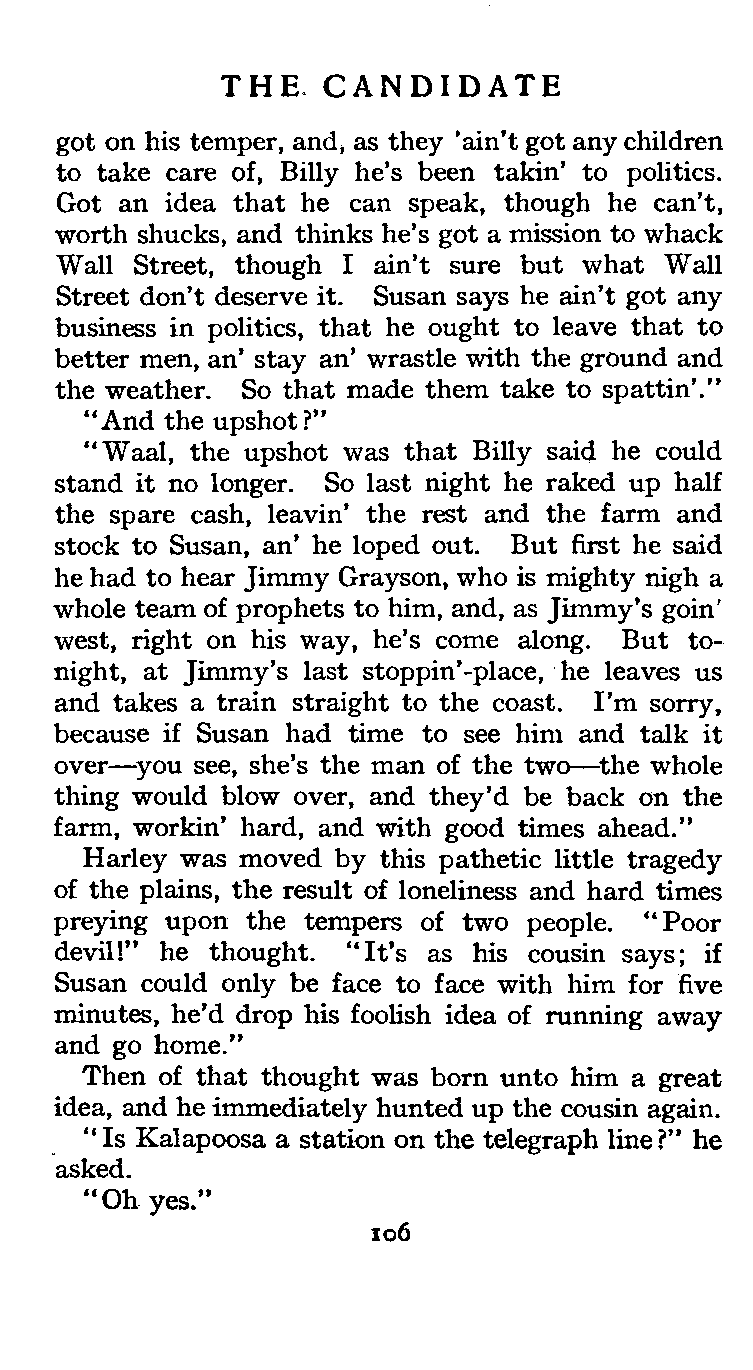 THE CANDIDATE
got on his temper, and, as they 'ain't got any children
to take care of, Billy he's been takin' to politics.
Got an idea that he can speak, though he can't,
worth shucks, and thinks he's got a mission to whack
Wall Street, though I ain't sure but what Wall
Street don't deserve it. Susan says he ain't got any
business in politics, that he ought to leave that to
better men, an' stay an' wrastle with the ground and
the weather. So that made them take to spattin'."
"And the upshot?"
"Waal, the upshot was that Billy said he could
stand it no longer. So last night he raked up half
the spare cash, leavin' the rest and the farm and
stock to Susan, an' he loped out. But first he said
he had to hear Jimmy Grayson, who is mighty nigh a
whole team of prophets to him, and, as Jimmy's goin'
west, right on his way, he's come along. But to-
night, at Jimmy's last stoppin'-place, he leaves us
and takes a train straight to the coast. I'm sorry,
because if Susan had time to see him and talk it
over—you see, she's the man of the two—the whole
thing would blow over, and they'd be back on the
farm, workin' hard, and with good times ahead."
Harley was moved by this pathetic little tragedy
of the plains, the result of loneliness and hard times
preying upon the tempers of two people. "Poor
devil!" he thought. "It's as his cousin says; if
Susan could only be face to face with him for five
minutes, he'd drop his foolish idea of running away
and go home."
Then of that thought was born unto him a great
idea, and he immediately hunted up the cousin again.
"Is Kalapoosa a station on the telegraph line?" he
asked.
"Oh yes."
106